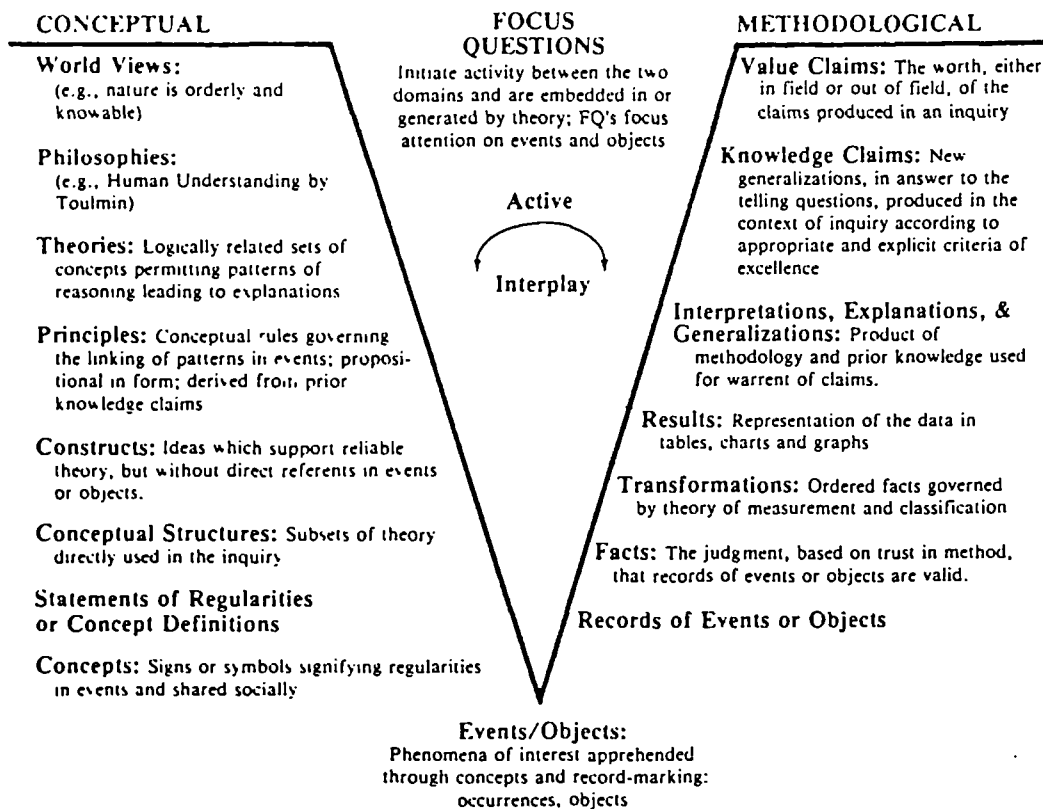 CONCEPTUAL
World Views:
(e.g., nature is orderly and
knowable)
Philosophies:
(e.g., Human Understanding by
Toulmin)
Theories: Logically related sets of
concepts permitting patterns of
reasoning leading to explanations
Principles: Conceptual rules governing
the linking of patterns in events; proposi-
tional in form; derived from prior
knowledge claims
Constructs: Ideas which support reliable
theory, but without direct referents in events
or objects.
Conceptual Structures: Subsets of theory
directly used in the inquiry
Statements of Regularities
or Concept Definitions
Concepts: Signs or symbols signifying regularities
in events and shared socially
FOCUS
QUESTIONS
Initiate activity between the two
domains and are embedded in or
generated by theory; FQ's focus
attention on events and objects
Active
Interplay
METHODOLOGICAL
Value Claims: The worth, either
in field or out of field, of the
claims produced in an inquiry
Knowledge Claims: New
generalizations, in answer to the
telling questions, produced in the
context of inquiry according to
appropriate and explicit criteria of
excellence
Interpretations, Explanations, &
Generalizations: Product of
methodology and prior knowledge used
for warrent of claims.
Results: Representation of the data in
tables, charts and graphs
Transformations: Ordered facts governed
by theory of measurement and classification
Facts: The judgment, based on trust in method,
that records of events or objects are valid.
Records of Events or Objects
Events/Objects:
Phenomena of interest apprehended
through concepts and record-marking:
occurrences, objects